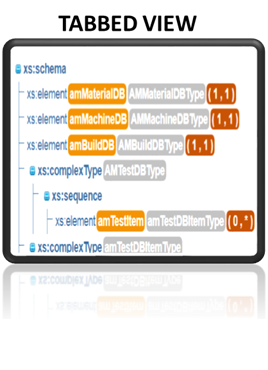 TABBED VIEW
xs:schema
xs:element amMaterialDB AMMaterialDBType (1,1)
xs:element amMachineDB AMMachineDBType (1,1)
xs:element amBuildDB AMBuildDBType (1,1)
xs:complexType AMTestDBType
xs:sequence
xs:element amTestItem amTestDBItemType (0,*)
xs:complexType amTestDBItemType